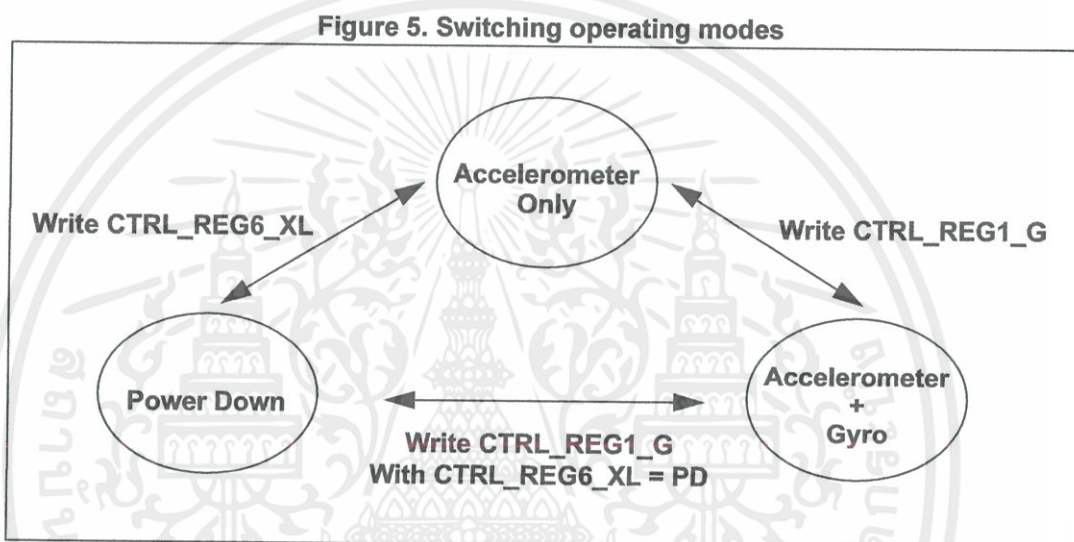 Figure 5. Switching operating modes
Accelerometer
Only
Write CTRL_REG6_XL
Write CTRL_REG1_G
Power Down
Accelerometer
+
Gyro
Write CTRL_REG1_G
With CTRL_REG6_XL = PD